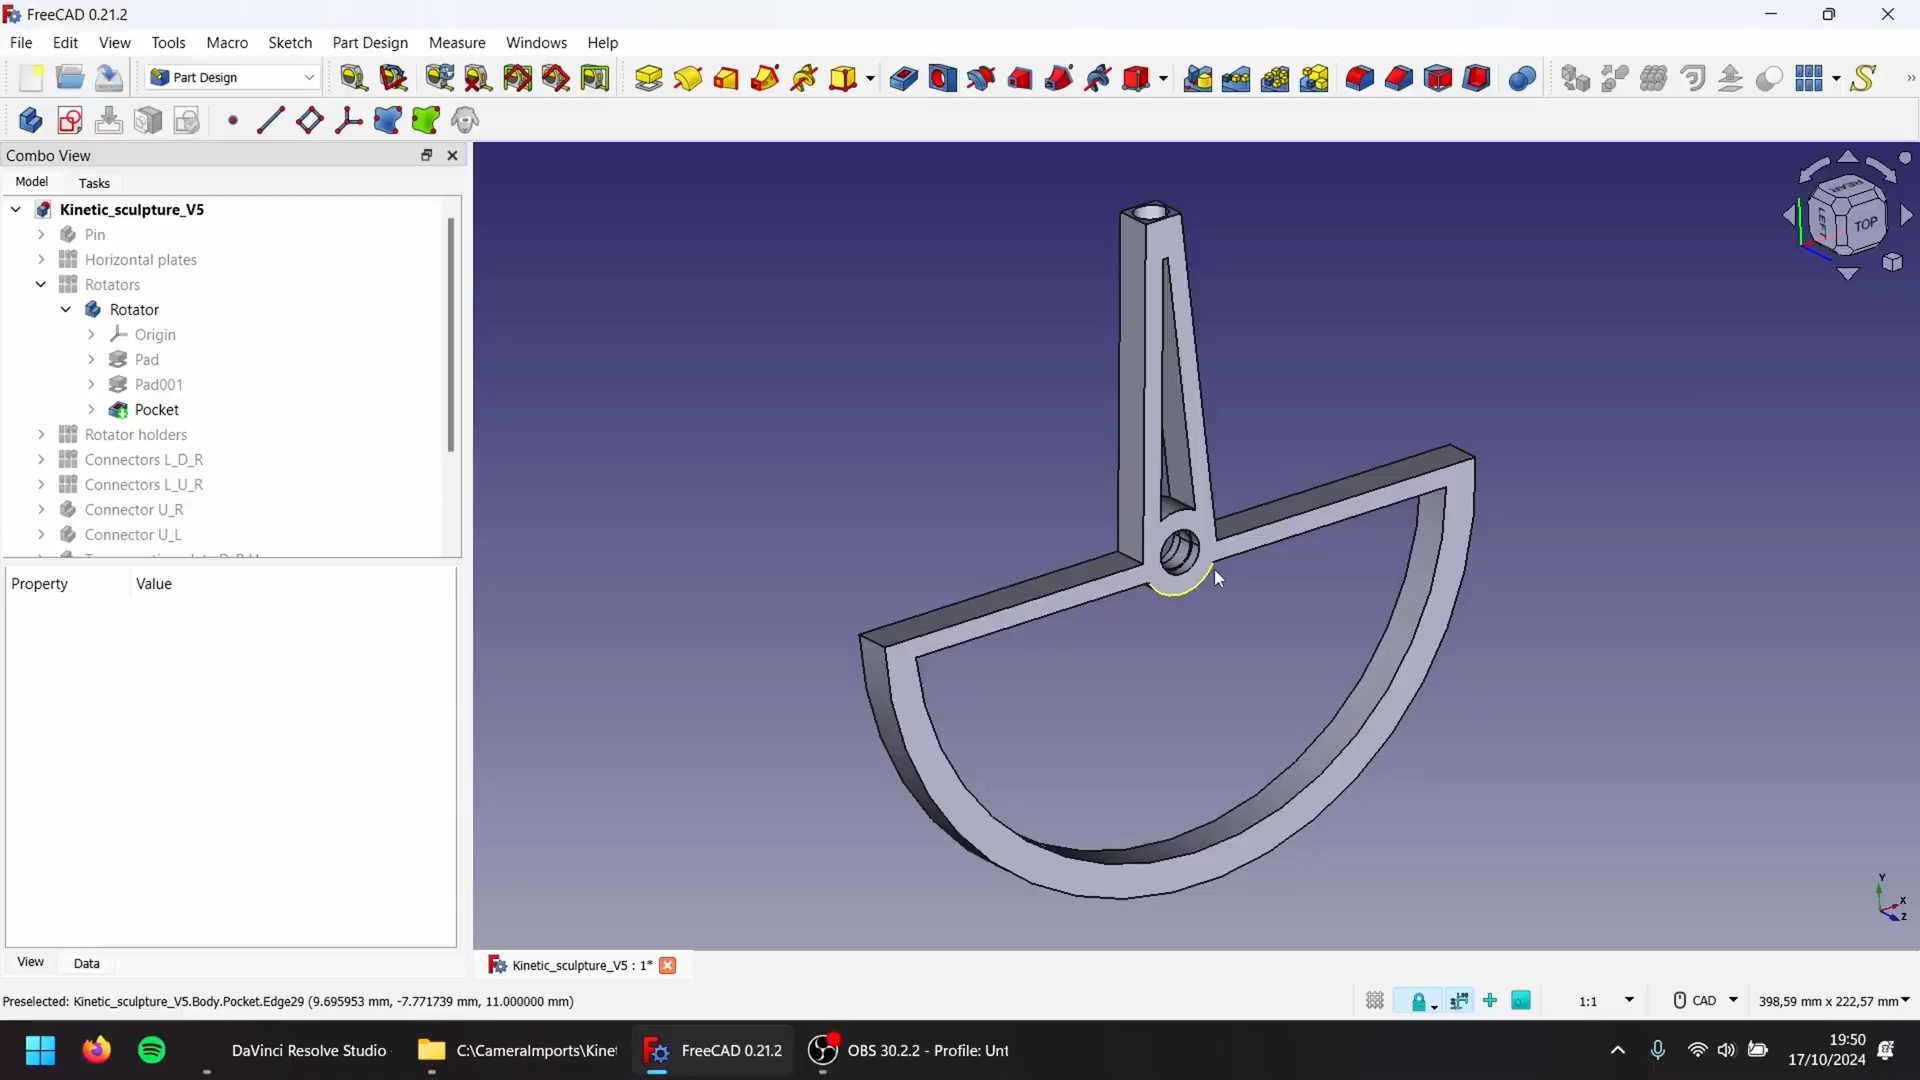 FreeCAD 0.21.2
File Edit View Tools Macro Sketch Part Design Measure Windows Help
Part Design
Combo View
Model Tasks
Kinetic_sculpture_V5
Pin
Horizontal plates
Rotators
Rotator
Origin
Pad
Pad001
Pocket
Rotator holders
Connectors L_D_R
Connectors L_U_R
Connector U_R
Connector U_L
Property Value
View Data
REAR
LEFT
TOP
Y
X
Z
Kinetic_sculpture_V5 : 1*
Preselected: Kinetic_sculpture_V5.Body.Pocket.Edge29 (9.695953 mm, -7.771739 mm, 11.000000 mm)
1:1
CAD
398,59 mm x 222,57 mm
DaVinci Resolve Studio
C:\CameraImports\Kinet
FreeCAD 0.21.2
OBS 30.2.2 - Profile: Unt
19:50
17/10/2024